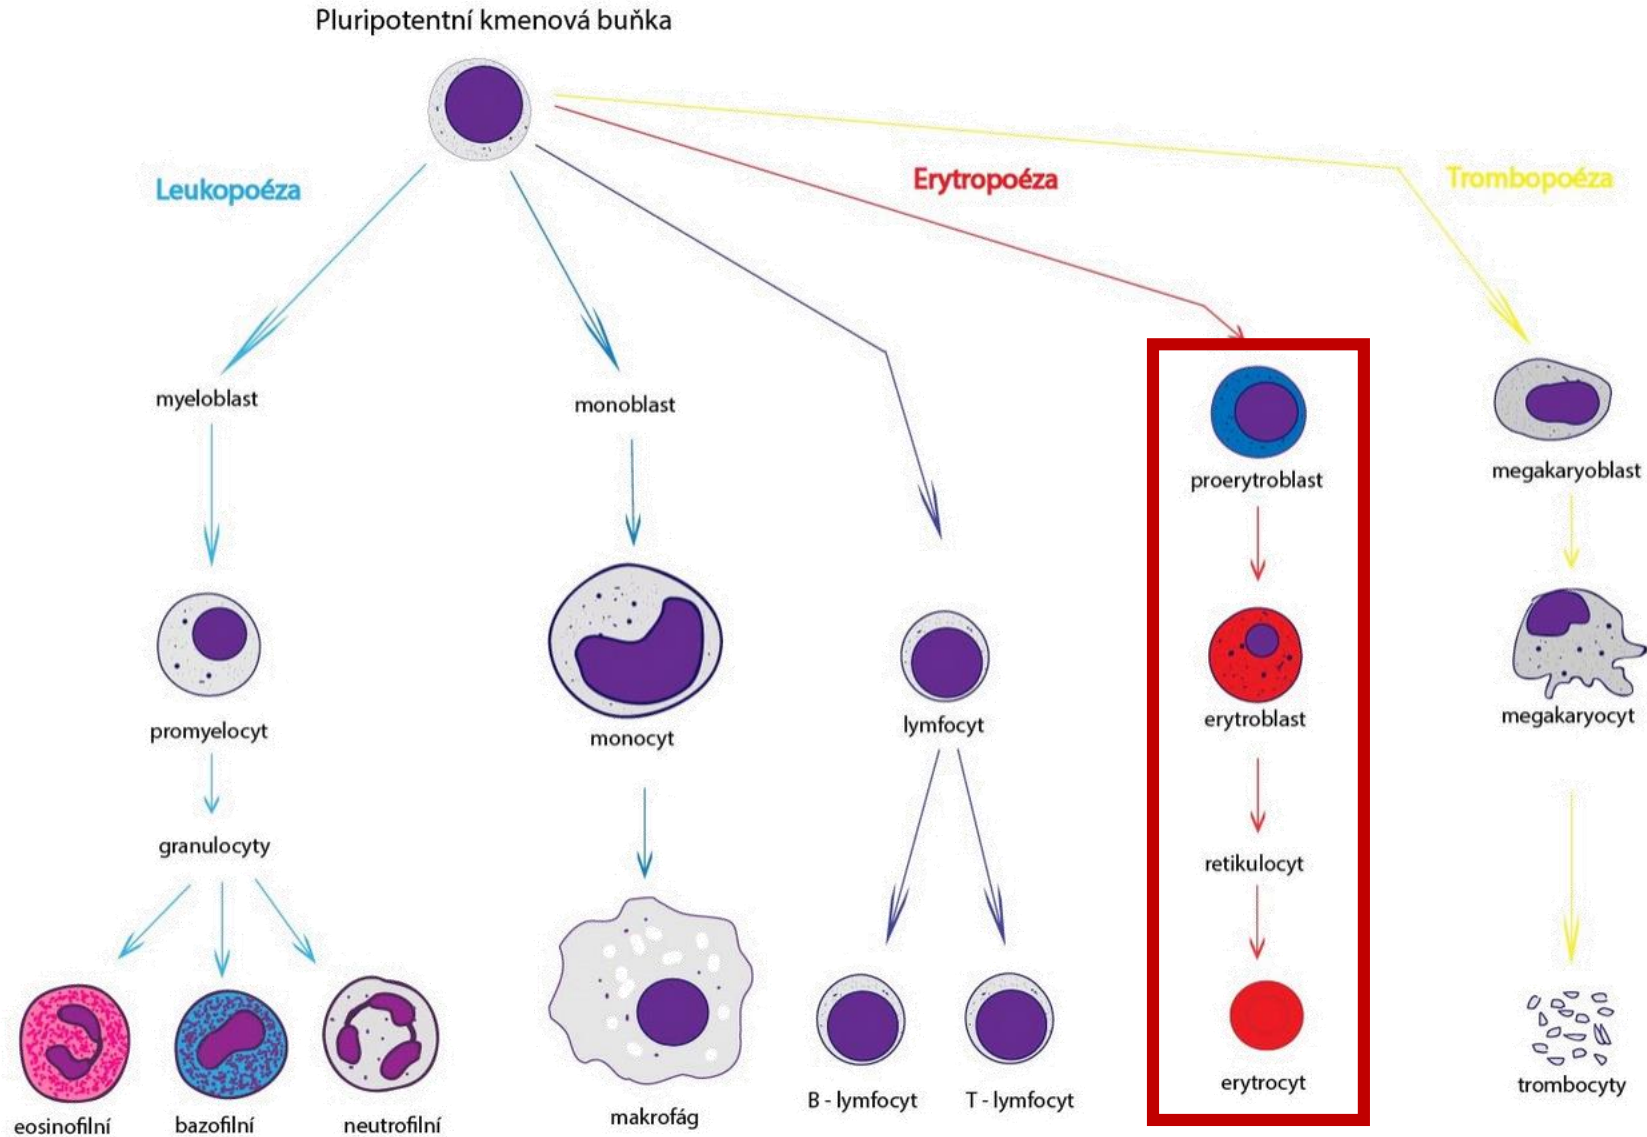 Pluripotentní kmenová buňka
Leukopoéza
Erytropoéza
Trombopoéza
myeloblast
monoblast
proerytroblast
megakaryoblast
promyelocyt
monocyt
lymfocyt
erytroblast
megakaryocyt
granulocyty
retikulocyt
eosinofilní
bazofilní
neutrofilní
makrofág
B - lymfocyt
T - lymfocyt
erytrocyt
trombocyty